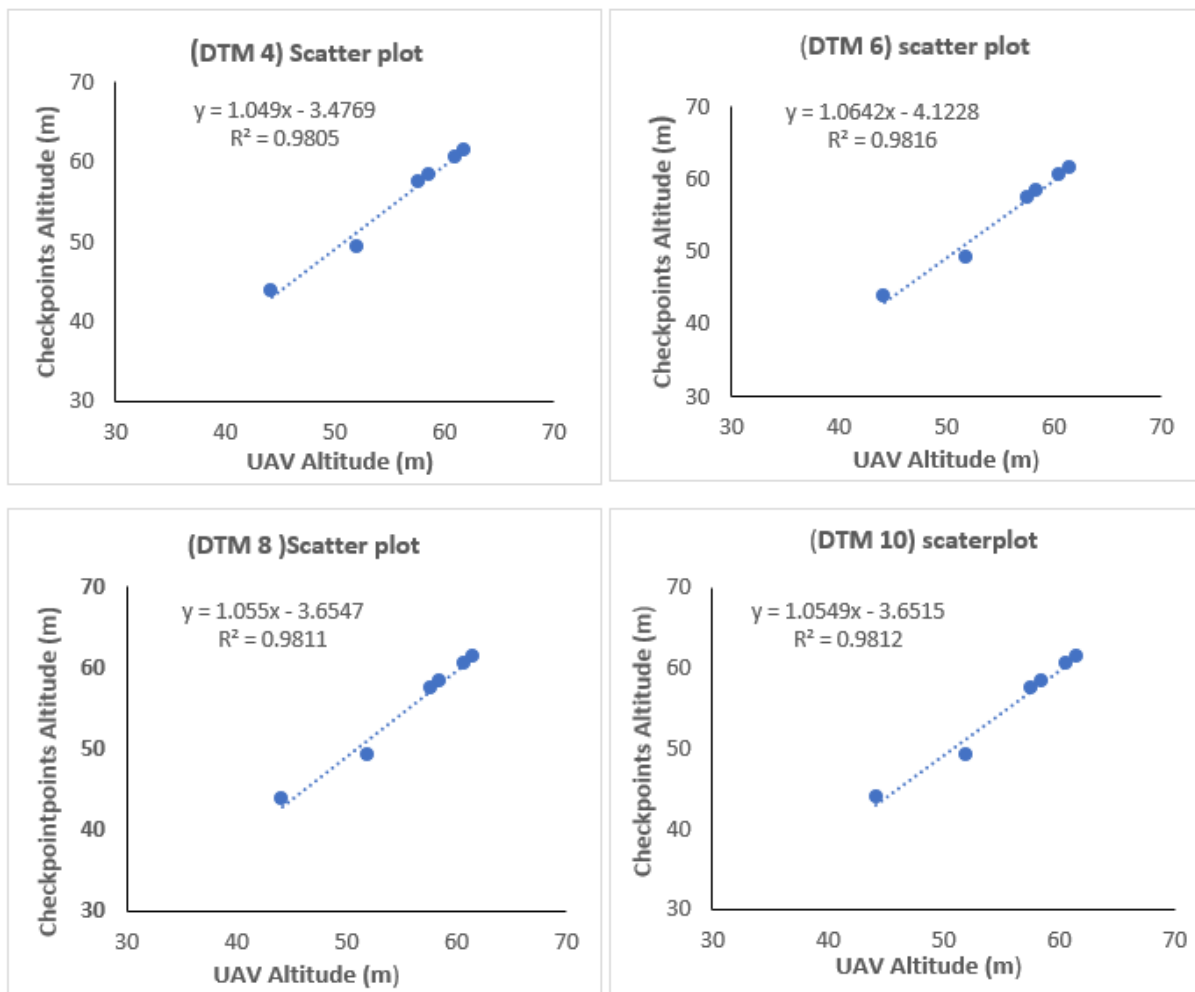 (DTM 4) Scatter plot
y = 1.049x - 3.4769
R² = 0.9805
Checkpoints Altitude (m)
70
60
50
40
30
30 40 50 60 70
UAV Altitude (m)
(DTM 6) scatter plot
y = 1.0642x - 4.1228
R² = 0.9816
Checkpoints Altitude (m)
70
60
50
40
30
30 40 50 60 70
UAV Altitude (m)
(DTM 8 )Scatter plot
y = 1.055x - 3.6547
R² = 0.9811
Checkpointpoints Altitude (m)
70
60
50
40
30
30 40 50 60 70
UAV Altitude (m)
(DTM 10) scaterplot
y = 1.0549x - 3.6515
R² = 0.9812
Checkpoints Altitude (m)
70
60
50
40
30
30 40 50 60 70
UAV Altitude (m)